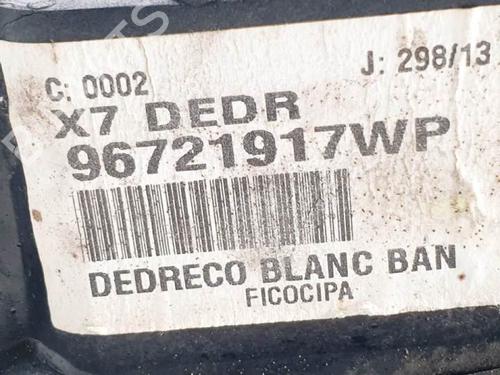 C: 0002 J: 298/13
X7 DEDR
96721917WP
DEDRECO BLANC BAN
FICOCIPA